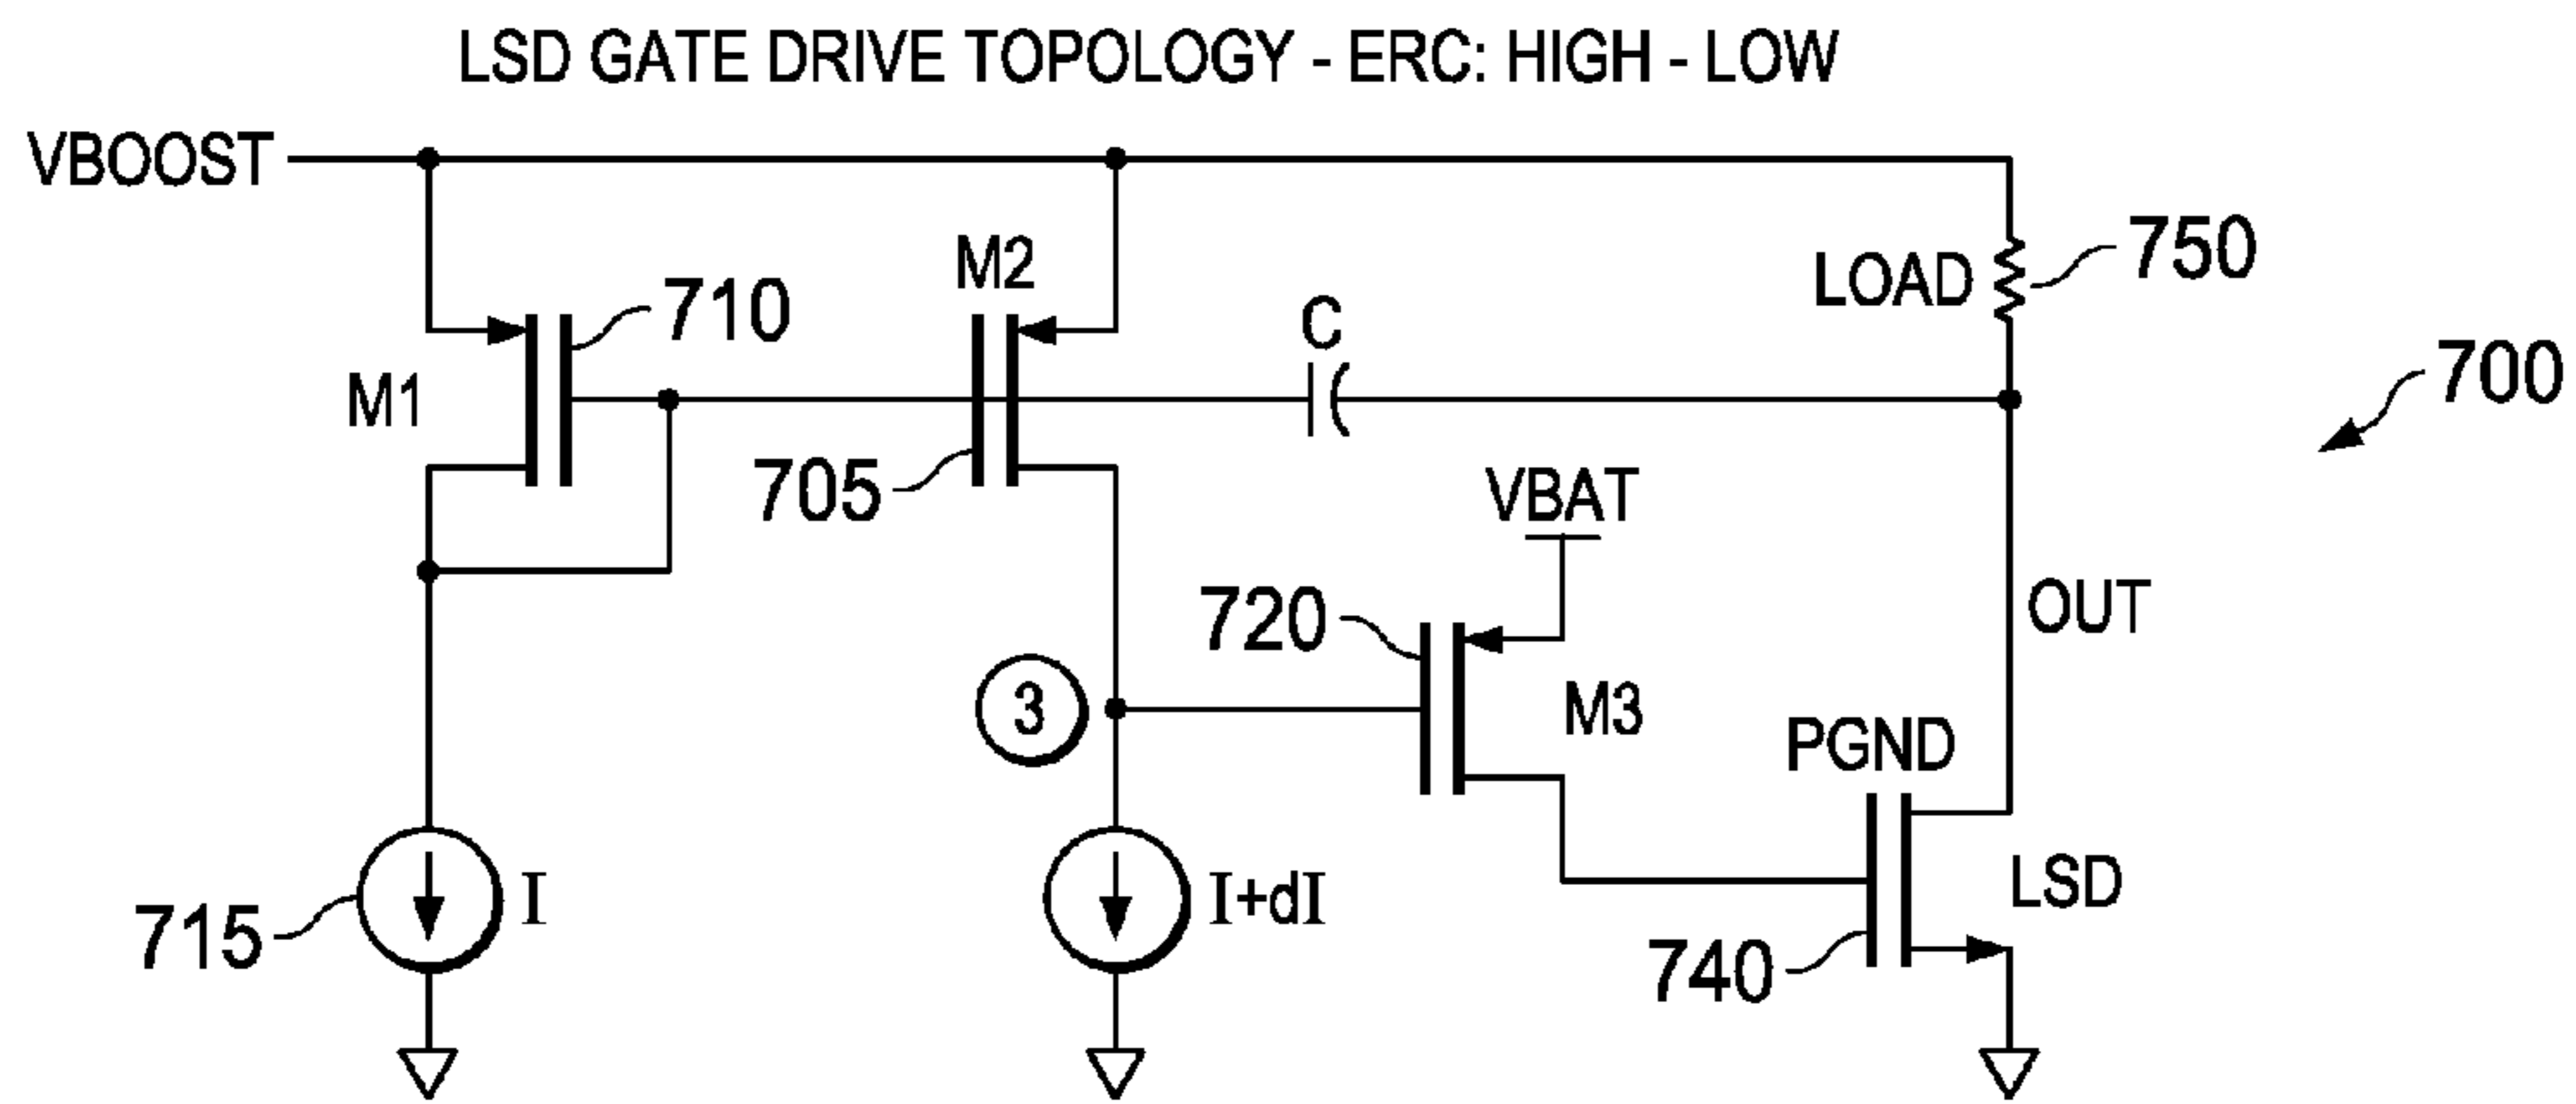 LSD GATE DRIVE TOPOLOGY - ERC: HIGH - LOW
VBOOST
M2
710
LOAD
750
C
700
M1
705
VBAT
720
OUT
3
M3
PGND
715
I
I+dI
LSD
740